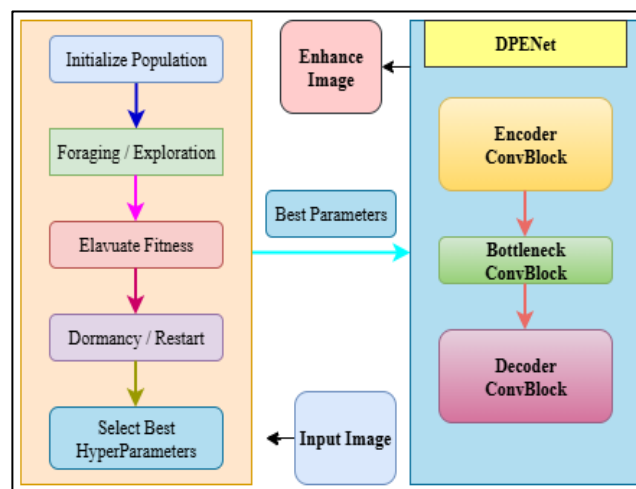 Initialize Population
Foraging / Exploration
Elavuate Fitness
Dormancy / Restart
Select Best
HyperParameters
Enhance
Image
Best Parameters
Input Image
DPENet
Encoder
ConvBlock
Bottleneck
ConvBlock
Decoder
ConvBlock